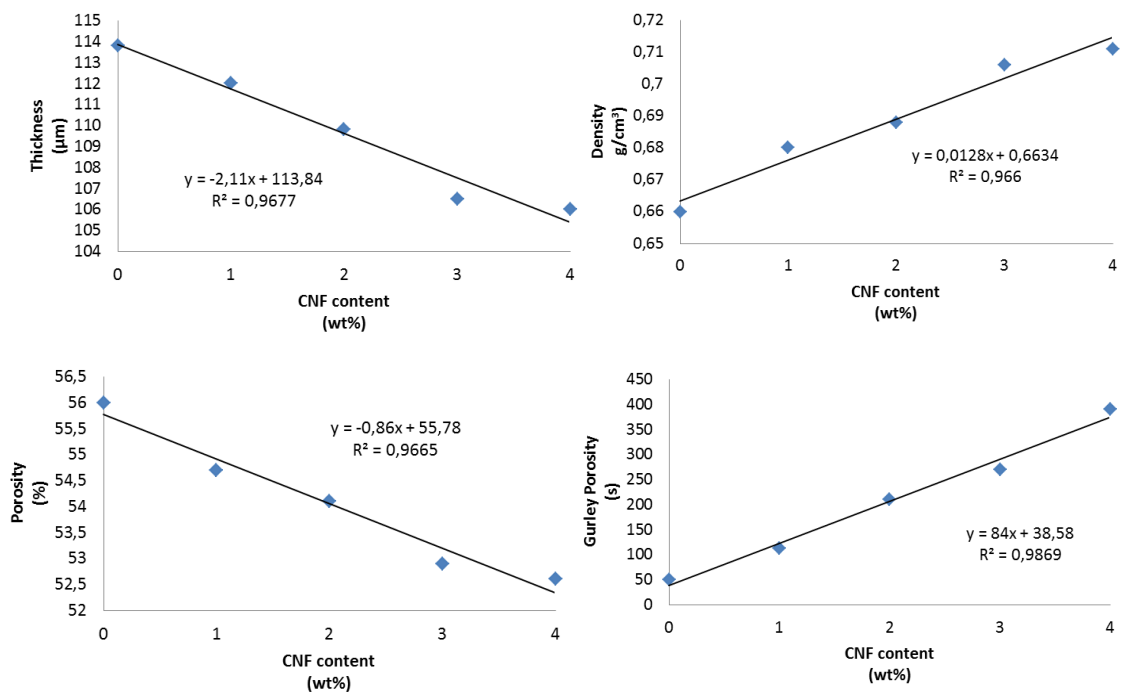 115
114
113
112
111
110
109
108
107
106
105
104
Thickness
(µm)
y = -2,11x + 113,84
R² = 0,9677
0 1 2 3 4
CNF content
(wt%)
0,72
0,71
0,7
0,69
0,68
0,67
0,66
0,65
Density
g/cm³
y = 0,0128x + 0,6634
R² = 0,966
0 1 2 3 4
CNF content
(wt%)
56,5
56
55,5
55
54,5
54
53,5
53
52,5
52
Porosity
(%)
y = -0,86x + 55,78
R² = 0,9665
0 1 2 3 4
CNF content
(wt%)
450
400
350
300
250
200
150
100
50
0
Gurley Porosity
(s)
y = 84x + 38,58
R² = 0,9869
0 1 2 3 4
CNF content
(wt%)